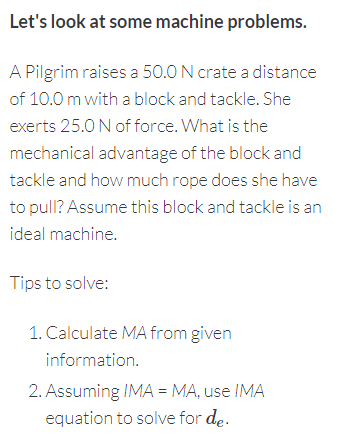 Let's look at some machine problems.
A Pilgrim raises a 50.0 N crate a distance
of 10.0 m with a block and tackle. She
exerts 25.0 N of force. What is the
mechanical advantage of the block and
tackle and how much rope does she have
to pull? Assume this block and tackle is an
ideal machine.
Tips to solve:
1. Calculate MA from given
information.
2. Assuming IMA = MA, use IMA
equation to solve for dₑ.